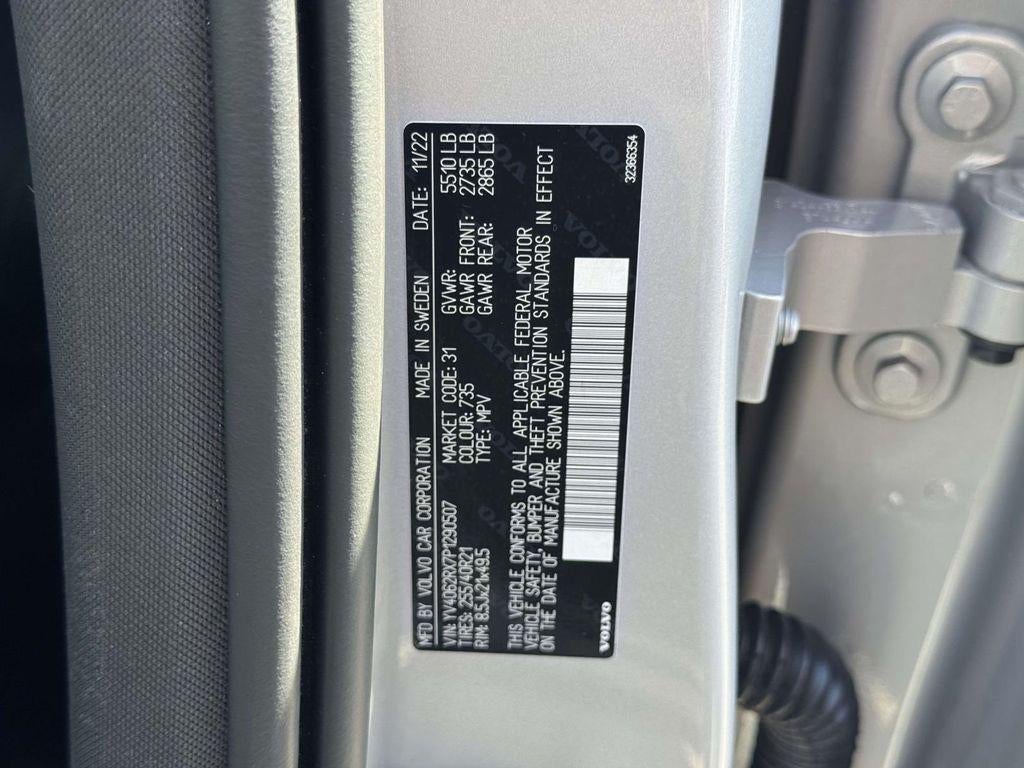 MFD BY VOLVO CAR CORPORATION MADE IN SWEDEN DATE: 11/22
VIN: YV4062RV7P1290507 MARKET CODE: 31 GVWR: 5510 LB
TIRES: 255/40R21 COLOUR: 735 GAWR FRONT: 2735 LB
RIM: 8.5Jx21x49.5 TYPE: MPV GAWR REAR: 2865 LB
THIS VEHICLE CONFORMS TO ALL APPLICABLE FEDERAL MOTOR
VEHICLE SAFETY, BUMPER AND THEFT PREVENTION STANDARDS IN EFFECT
ON THE DATE OF MANUFACTURE SHOWN ABOVE.
VOLVO 32366354